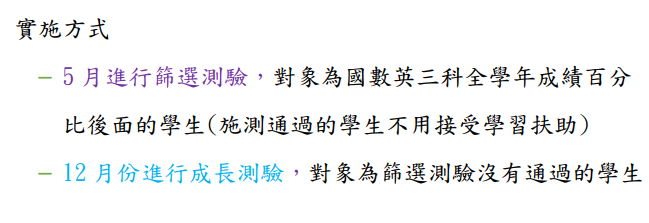 實施方式
– 5 月進行篩選測驗，對象為國數英三科全學年成績百分
比後面的學生(施測通過的學生不用接受學習扶助)
– 12 月份進行成長測驗，對象為篩選測驗沒有通過的學生